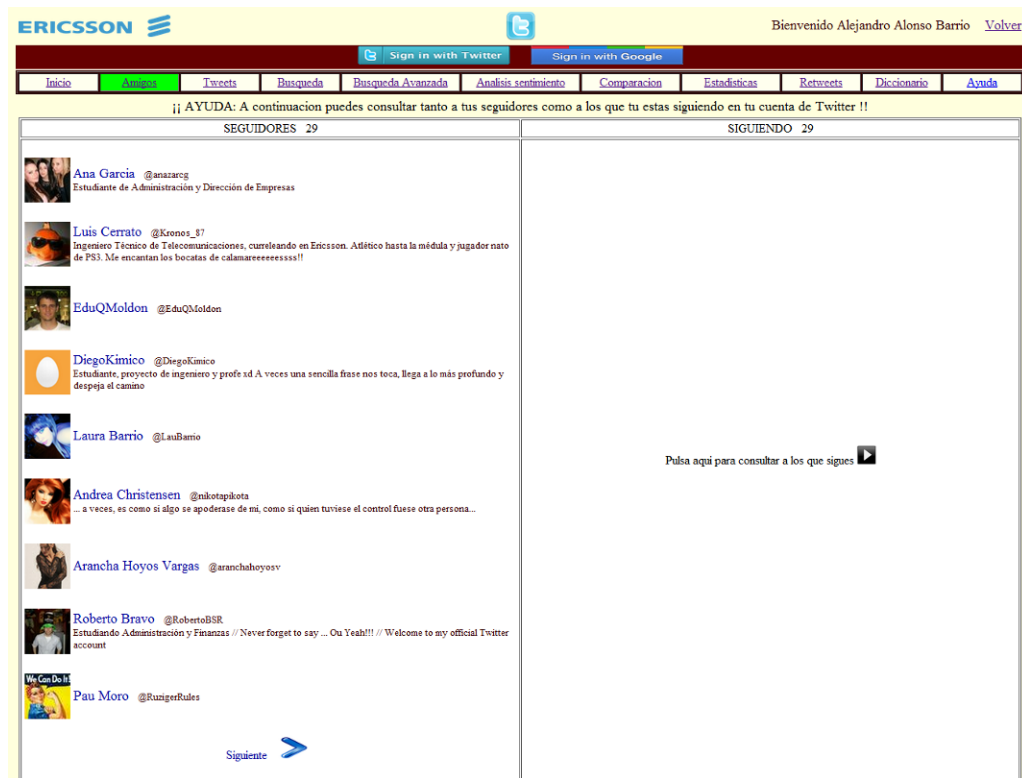 ERICSSON
Bienvenido Alejandro Alonso Barrio Volver
Sign in with Twitter Sign in with Google
Inicio Amigos Tweets Busqueda Busqueda Avanzada Analisis sentimiento Comparacion Estadisticas Retweets Diccionario Ayuda
¡¡ AYUDA: A continuacion puedes consultar tanto a tus seguidores como a los que tu estas siguiendo en tu cuenta de Twitter !!
SEGUIDORES 29
SIGUIENDO 29
Ana Garcia @anazarcg
Estudiante de Administración y Dirección de Empresas
Luis Cerrato @Kronos_87
Ingeniero Técnico de Telecomunicaciones, curreleando en Ericsson. Atlético hasta la médula y jugador nato
de PS3. Me encantan los bocatas de calamareeeeeessss!!
EduQMoldon @EduQMoldon
DiegoKimico @DiegoKimico
Estudiante, proyecto de ingeniero y profe xd A veces una sencilla frase nos toca, llega a lo más profundo y
despeja el camino
Laura Barrio @LauBarrio
Andrea Christensen @nikotapikota
... a veces, es como si algo se apoderase de mi, como si quien tuviese el control fuese otra persona...
Arancha Hoyos Vargas @aranchahoyosv
Roberto Bravo @RobertoBSR
Estudiando Administración y Finanzas // Never forget to say ... Ou Yeah!!! // Welcome to my official Twitter
account
We Can Do It!
Pau Moro @RuzigerRules
Siguiente
Pulsa aqui para consultar a los que sigues